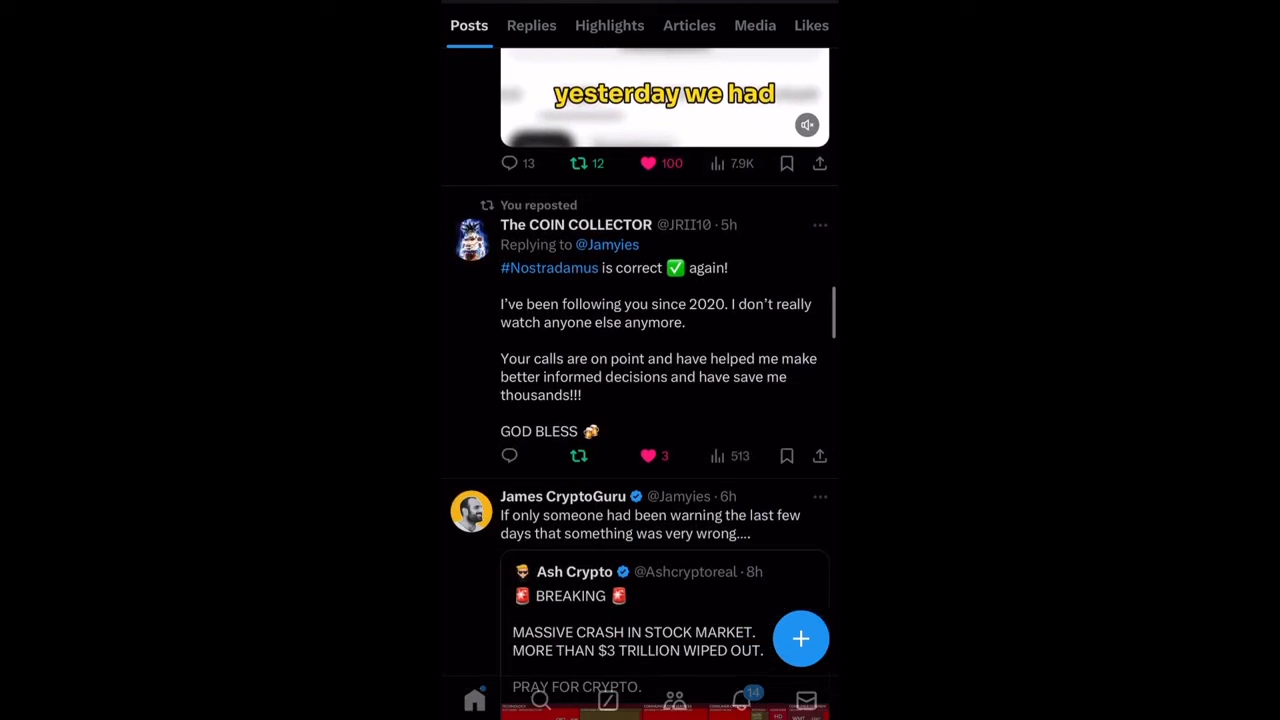 Posts Replies Highlights Articles Media Likes
yesterday we had
13 12 100 7.9K
You reposted
The COIN COLLECTOR @JRII10 · 5h
Replying to @Jamyies
#Nostradamus is correct ✅ again!
I've been following you since 2020. I don't really
watch anyone else anymore.
Your calls are on point and have helped me make
better informed decisions and have save me
thousands!!!
GOD BLESS 🍻
3 513
James CryptoGuru @Jamyies · 6h
If only someone had been warning the last few
days that something was very wrong....
Ash Crypto @Ashcryptoreal · 8h
🚨 BREAKING 🚨
MASSIVE CRASH IN STOCK MARKET.
MORE THAN $3 TRILLION WIPED OUT.
PRAY FOR CRYPTO.
14
HD
WMT